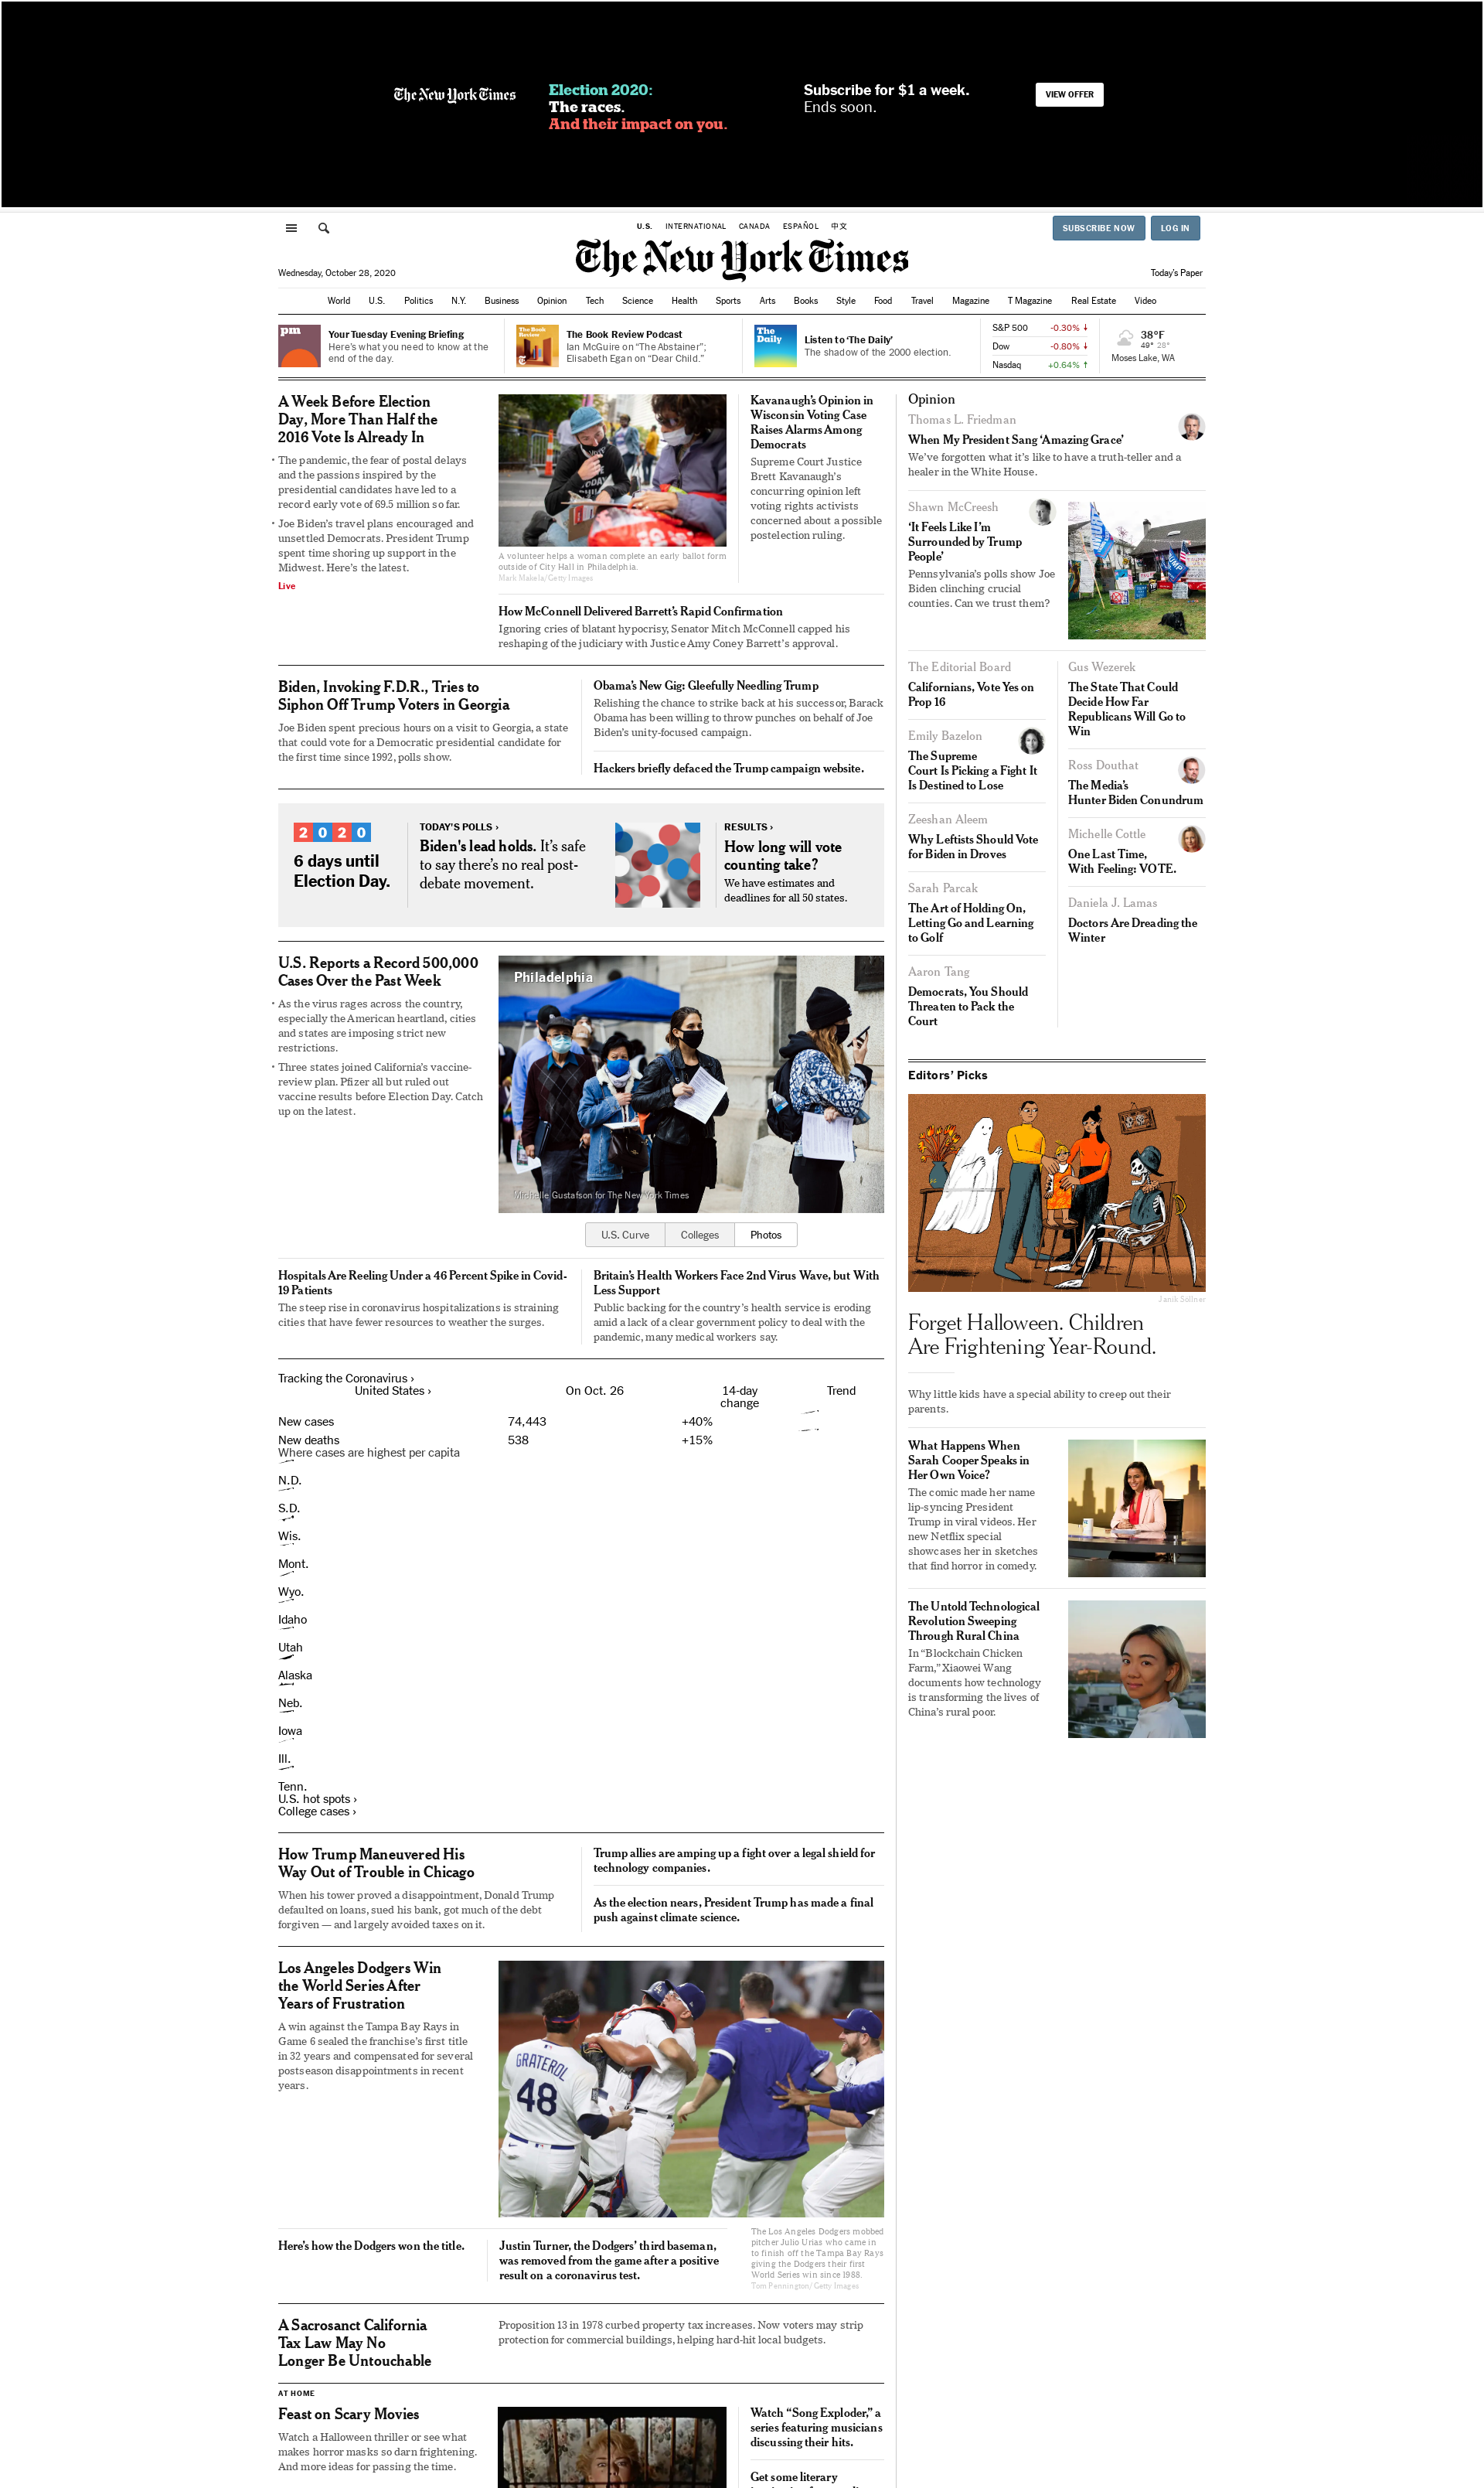 The New York Times
Election 2020:
The races.
And their impact on you.
Subscribe for $1 a week.
Ends soon.
VIEW OFFER
U.S. INTERNATIONAL CANADA ESPAÑOL 中文
SUBSCRIBE NOW LOG IN
The New York Times
Wednesday, October 28, 2020
Today's Paper
World U.S. Politics N.Y. Business Opinion Tech Science Health Sports Arts Books Style Food Travel Magazine T Magazine Real Estate Video
pm
Your Tuesday Evening Briefing
Here's what you need to know at the
end of the day.
The Book
Review
The Book Review Podcast
Ian McGuire on “The Abstainer”;
Elisabeth Egan on “Dear Child.”
The
Daily
Listen to ‘The Daily’
The shadow of the 2000 election.
S&P 500 -0.30% ↓
Dow -0.80% ↓
Nasdaq +0.64% ↑
38°F
49° 28°
Moses Lake, WA
A Week Before Election
Day, More Than Half the
2016 Vote Is Already In
• The pandemic, the fear of postal delays
and the passions inspired by the
presidential candidates have led to a
record early vote of 69.5 million so far.
• Joe Biden’s travel plans encouraged and
unsettled Democrats. President Trump
spent time shoring up support in the
Midwest. Here’s the latest.
Live
A volunteer helps a woman complete an early ballot form
outside of City Hall in Philadelphia.
Mark Makela/Getty Images
Kavanaugh’s Opinion in
Wisconsin Voting Case
Raises Alarms Among
Democrats
Supreme Court Justice
Brett Kavanaugh’s
concurring opinion left
voting rights activists
concerned about a possible
postelection ruling.
How McConnell Delivered Barrett’s Rapid Confirmation
Ignoring cries of blatant hypocrisy, Senator Mitch McConnell capped his
reshaping of the judiciary with Justice Amy Coney Barrett’s approval.
Biden, Invoking F.D.R., Tries to
Siphon Off Trump Voters in Georgia
Joe Biden spent precious hours on a visit to Georgia, a state
that could vote for a Democratic presidential candidate for
the first time since 1992, polls show.
Obama’s New Gig: Gleefully Needling Trump
Relishing the chance to strike back at his successor, Barack
Obama has been willing to throw punches on behalf of Joe
Biden’s unity-focused campaign.
Hackers briefly defaced the Trump campaign website.
2020
6 days until
Election Day.
TODAY'S POLLS ›
Biden's lead holds. It’s safe
to say there’s no real post-
debate movement.
RESULTS ›
How long will vote
counting take?
We have estimates and
deadlines for all 50 states.
U.S. Reports a Record 500,000
Cases Over the Past Week
• As the virus rages across the country,
especially the American heartland, cities
and states are imposing strict new
restrictions.
• Three states joined California’s vaccine-
review plan. Pfizer all but ruled out
vaccine results before Election Day. Catch
up on the latest.
Philadelphia
Michelle Gustafson for The New York Times
U.S. Curve Colleges Photos
Hospitals Are Reeling Under a 46 Percent Spike in Covid-
19 Patients
The steep rise in coronavirus hospitalizations is straining
cities that have fewer resources to weather the surges.
Britain’s Health Workers Face 2nd Virus Wave, but With
Less Support
Public backing for the country’s health service is eroding
amid a lack of a clear government policy to deal with the
pandemic, many medical workers say.
Tracking the Coronavirus ›
United States › On Oct. 26 14-day
change Trend
New cases 74,443 +40%
New deaths 538 +15%
Where cases are highest per capita
N.D.
S.D.
Wis.
Mont.
Wyo.
Idaho
Utah
Alaska
Neb.
Iowa
Ill.
Tenn.
U.S. hot spots ›
College cases ›
How Trump Maneuvered His
Way Out of Trouble in Chicago
When his tower proved a disappointment, Donald Trump
defaulted on loans, sued his bank, got much of the debt
forgiven — and largely avoided taxes on it.
Trump allies are amping up a fight over a legal shield for
technology companies.
As the election nears, President Trump has made a final
push against climate science.
Los Angeles Dodgers Win
the World Series After
Years of Frustration
A win against the Tampa Bay Rays in
Game 6 sealed the franchise’s first title
in 32 years and compensated for several
postseason disappointments in recent
years.
GRATEROL
48
Here’s how the Dodgers won the title.
Justin Turner, the Dodgers’ third baseman,
was removed from the game after a positive
result on a coronavirus test.
The Los Angeles Dodgers mobbed
pitcher Julio Urias who came in
to finish off the Tampa Bay Rays
giving the Dodgers their first
World Series win since 1988.
Tom Pennington/Getty Images
A Sacrosanct California
Tax Law May No
Longer Be Untouchable
Proposition 13 in 1978 curbed property tax increases. Now voters may strip
protection for commercial buildings, helping hard-hit local budgets.
AT HOME
Feast on Scary Movies
Watch a Halloween thriller or see what
makes horror masks so darn frightening.
And more ideas for passing the time.
Watch “Song Exploder,” a
series featuring musicians
discussing their hits.
Get some literary
Opinion
Thomas L. Friedman
When My President Sang ‘Amazing Grace’
We’ve forgotten what it’s like to have a truth-teller and a
healer in the White House.
Shawn McCreesh
‘It Feels Like I’m
Surrounded by Trump
People’
Pennsylvania’s polls show Joe
Biden clinching crucial
counties. Can we trust them?
The Editorial Board
Californians, Vote Yes on
Prop 16
Emily Bazelon
The Supreme
Court Is Picking a Fight It
Is Destined to Lose
Zeeshan Aleem
Why Leftists Should Vote
for Biden in Droves
Sarah Parcak
The Art of Holding On,
Letting Go and Learning
to Golf
Aaron Tang
Democrats, You Should
Threaten to Pack the
Court
Gus Wezerek
The State That Could
Decide How Far
Republicans Will Go to
Win
Ross Douthat
The Media’s
Hunter Biden Conundrum
Michelle Cottle
One Last Time,
With Feeling: VOTE.
Daniela J. Lamas
Doctors Are Dreading the
Winter
Editors’ Picks
Janik Söllner
Forget Halloween. Children
Are Frightening Year-Round.
Why little kids have a special ability to creep out their
parents.
What Happens When
Sarah Cooper Speaks in
Her Own Voice?
The comic made her name
lip-syncing President
Trump in viral videos. Her
new Netflix special
showcases her in sketches
that find horror in comedy.
The Untold Technological
Revolution Sweeping
Through Rural China
In “Blockchain Chicken
Farm,” Xiaowei Wang
documents how technology
is transforming the lives of
China’s rural poor.